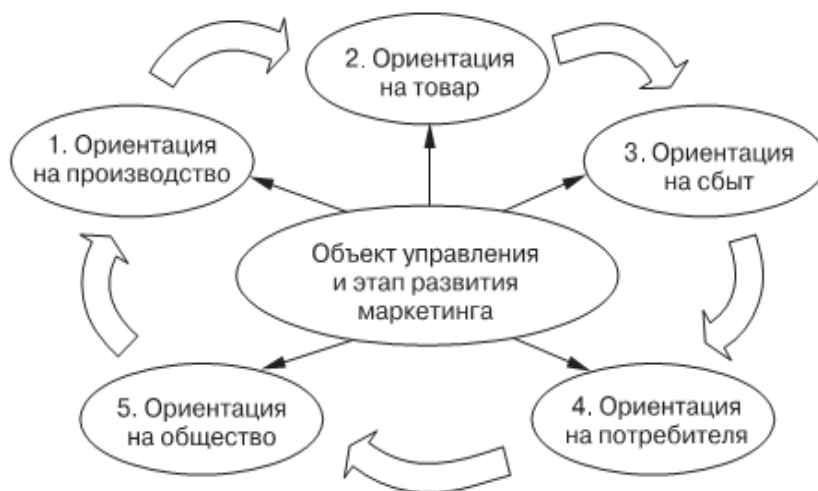 1. Ориентация
на производство
2. Ориентация
на товар
3. Ориентация
на сбыт
Объект управления
и этап развития
маркетинга
4. Ориентация
на потребителя
5. Ориентация
на общество